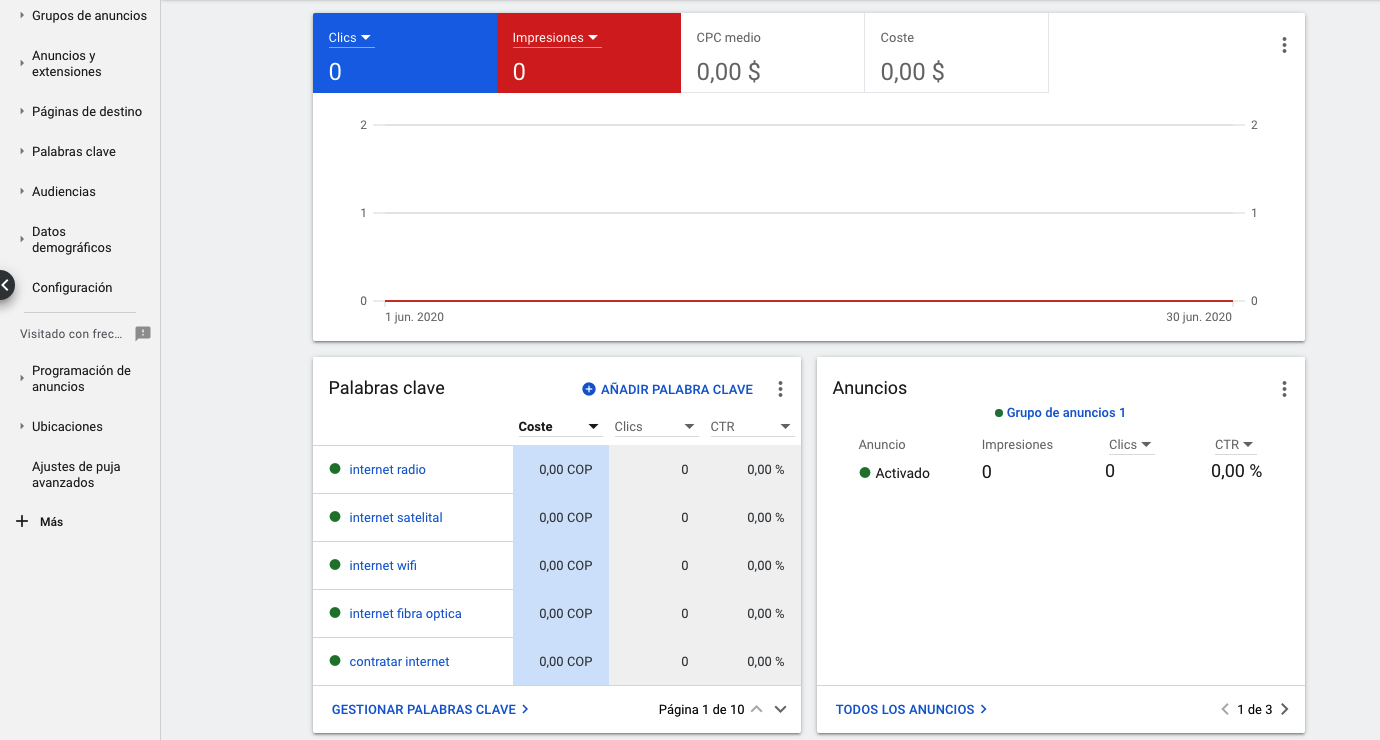 Grupos de anuncios
Anuncios y
extensiones
Páginas de destino
Palabras clave
Audiencias
Datos
demográficos
Configuración
Visitado con frec...
Programación de
anuncios
Ubicaciones
Ajustes de puja
avanzados
Más
Clics Impresiones CPC medio Coste
0 0 0,00 $ 0,00 $
2 2
1 1
0 0
1 jun. 2020 30 jun. 2020
Palabras clave AÑADIR PALABRA CLAVE
Coste Clics CTR
internet radio 0,00 COP 0 0,00 %
internet satelital 0,00 COP 0 0,00 %
internet wifi 0,00 COP 0 0,00 %
internet fibra optica 0,00 COP 0 0,00 %
contratar internet 0,00 COP 0 0,00 %
GESTIONAR PALABRAS CLAVE Página 1 de 10
Anuncios
Grupo de anuncios 1
Anuncio Impresiones Clics CTR
Activado 0 0 0,00 %
TODOS LOS ANUNCIOS 1 de 3